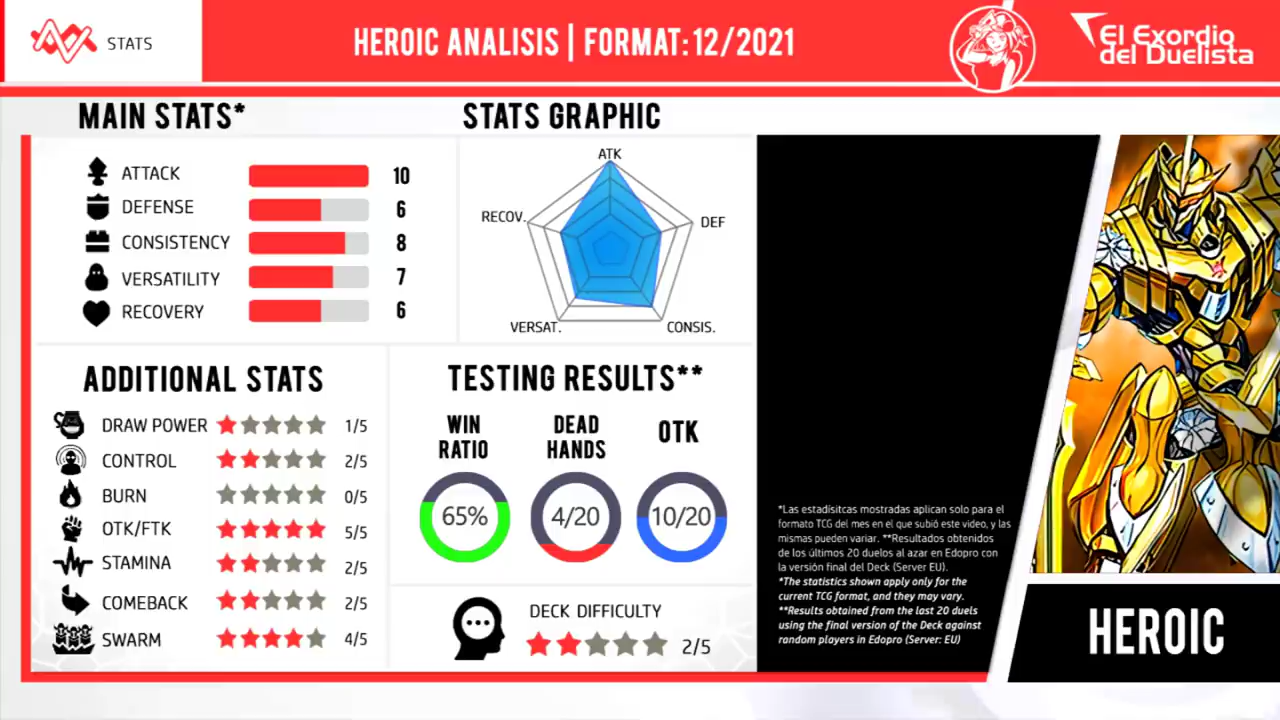 STATS
HEROIC ANALISIS | FORMAT: 12/2021
El Exordio
del Duelista
MAIN STATS*
ATTACK 10
DEFENSE 6
CONSISTENCY 8
VERSATILITY 7
RECOVERY 6
STATS GRAPHIC
ATK
RECOV.
DEF
VERSAT.
CONSIS.
ADDITIONAL STATS
DRAW POWER 1/5
CONTROL 2/5
BURN 0/5
OTK/FTK 5/5
STAMINA 2/5
COMEBACK 2/5
SWARM 4/5
TESTING RESULTS**
WIN
RATIO
DEAD
HANDS
OTK
65%
4/20
10/20
DECK DIFFICULTY
2/5
*Las estadísitcas mostradas aplican solo para el
formato TCG del mes en el que subió este video, y las
mismas pueden variar. **Resultados obtenidos
de los últimos 20 duelos al azar en Edopro con
la versión final del Deck (Server EU).
*The statistics shown apply only for the
current TCG format, and they may vary.
**Results obtained from the last 20 duels
using the final version of the Deck against
random players in Edopro (Server: EU)
HEROIC